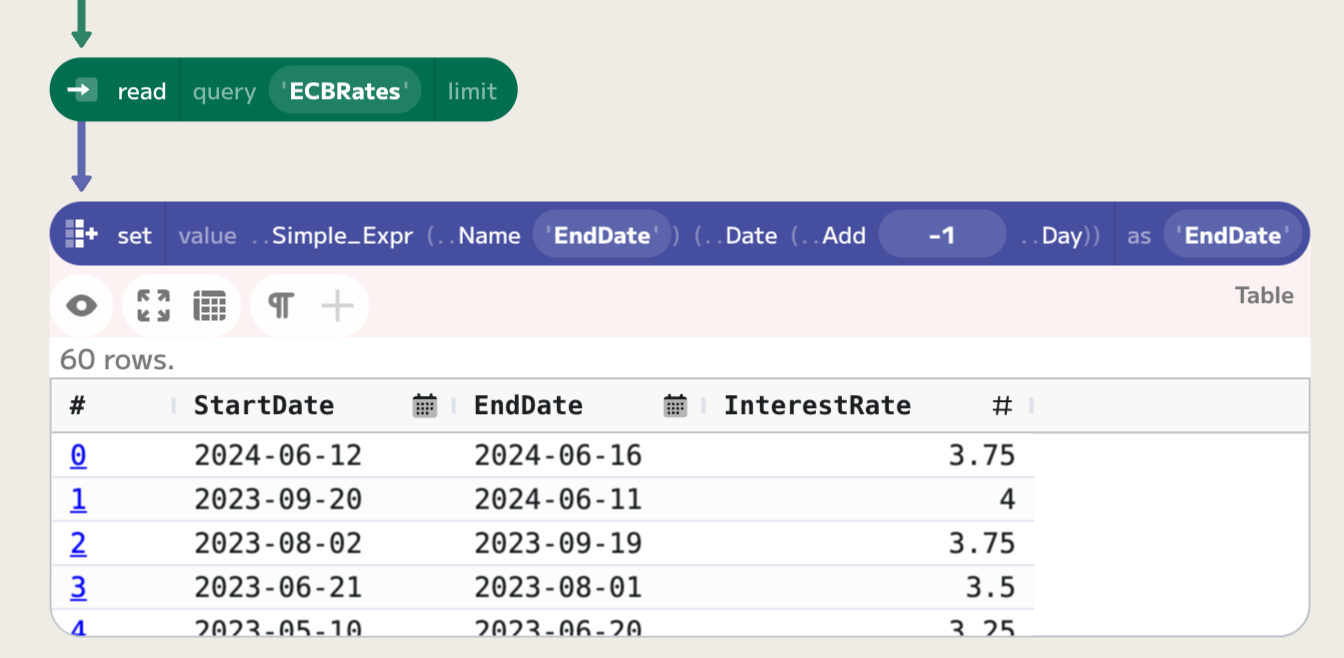 read query 'ECBRates' limit
set value ..Simple_Expr (..Name 'EndDate') (..Date (..Add -1 ..Day)) as 'EndDate'
Table
60 rows.
# StartDate EndDate InterestRate #
0 2024-06-12 2024-06-16 3.75
1 2023-09-20 2024-06-11 4
2 2023-08-02 2023-09-19 3.75
3 2023-06-21 2023-08-01 3.5
4 2023-05-10 2023-06-20 3.25